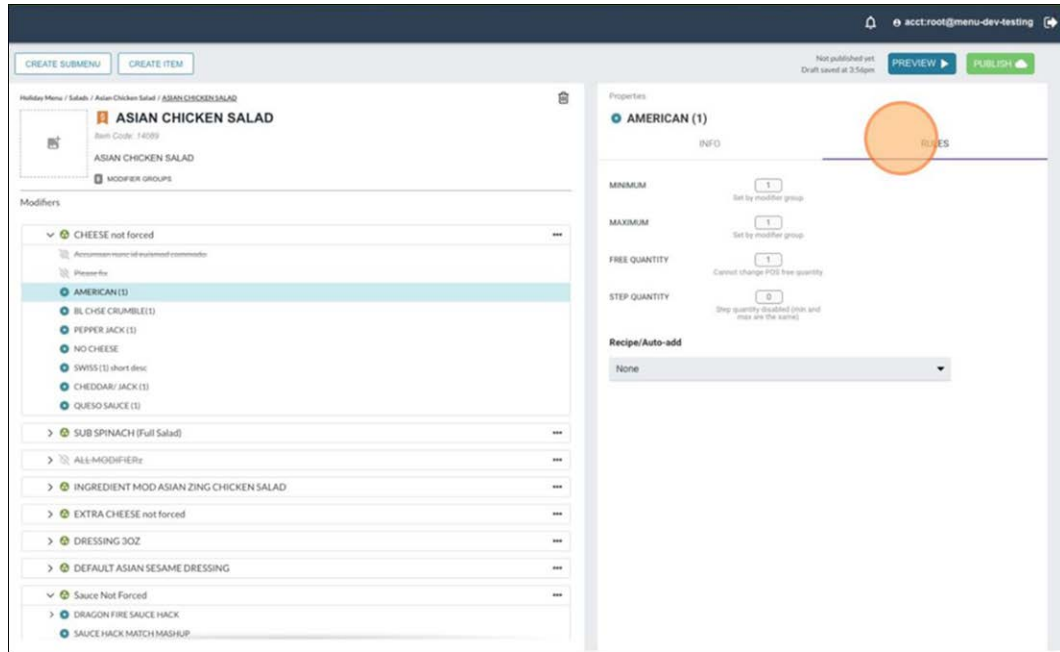 acct:root@menu-dev-testing
CREATE SUBMENU
CREATE ITEM
Not published yet
Draft saved at 3:56pm
PREVIEW
PUBLISH
Holiday Menu / Salads / Asian Chicken Salad / ASIAN CHICKEN SALAD
ASIAN CHICKEN SALAD
Item Code: 14089
ASIAN CHICKEN SALAD
MODIFIER GROUPS
Modifiers
CHEESE not forced
Accumsan nunc id euismod commodo
Please fix
AMERICAN (1)
BL CHSE CRUMBLE(1)
PEPPER JACK (1)
NO CHEESE
SWISS (1) short desc
CHEDDAR/ JACK (1)
QUESO SAUCE (1)
SUB SPINACH (Full Salad)
ALL MODIFIERz
INGREDIENT MOD ASIAN ZING CHICKEN SALAD
EXTRA CHEESE not forced
DRESSING 3OZ
DEFAULT ASIAN SESAME DRESSING
Sauce Not Forced
DRAGON FIRE SAUCE HACK
SAUCE HACK MATCH MASHUP
Properties
AMERICAN (1)
INFO
RULES
MINIMUM
1
Set by modifier group
MAXIMUM
1
Set by modifier group
FREE QUANTITY
1
Cannot change POS free quantity
STEP QUANTITY
0
Step quantity disabled (min and
max are the same)
Recipe/Auto-add
None